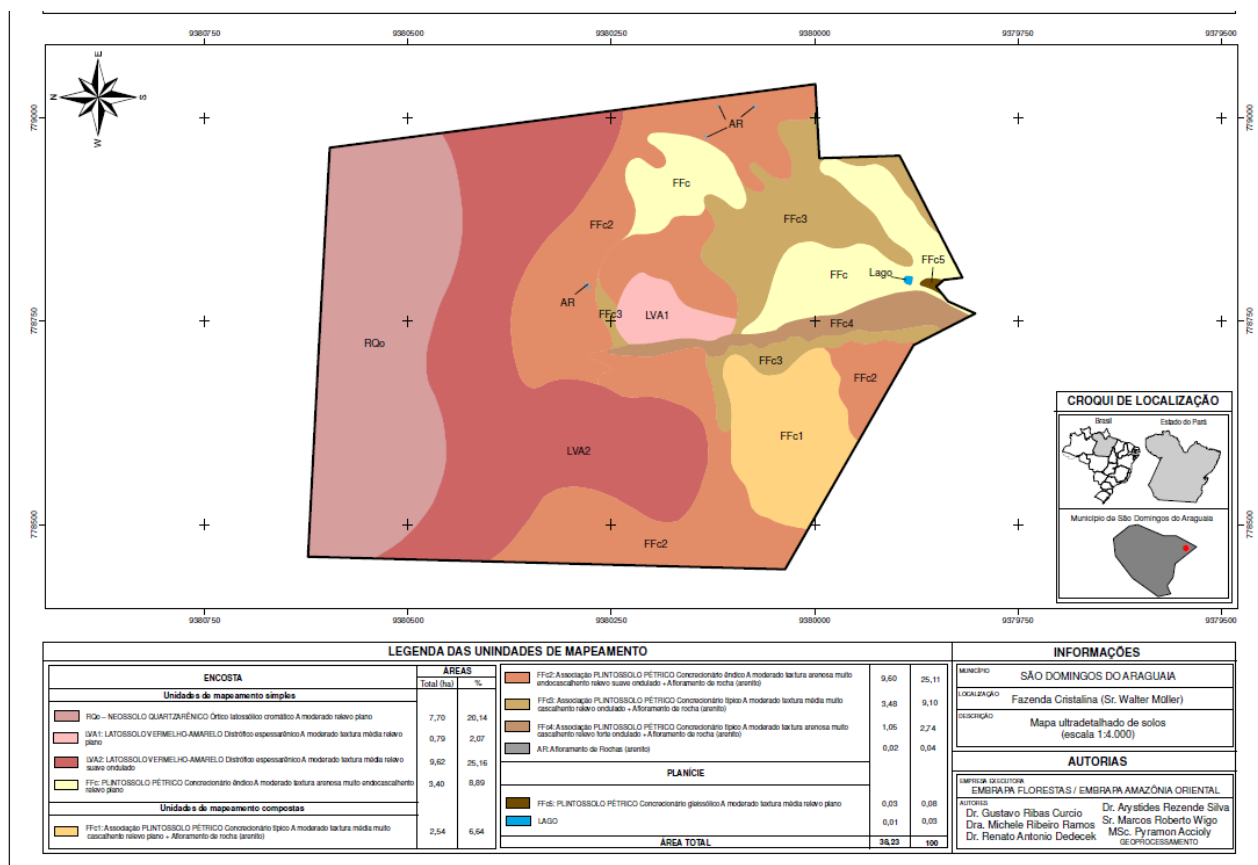 9380750 9380500 9380250 9380000 9379750 9379500
779000
778750
778500
779000
778750
778500
E
N
S
W
AR
FFc
FFc2
FFc3
FFc
FFc5
Lago
AR
FFc3
LVA1
FFc4
RQo
FFc3
FFc2
FFc1
LVA2
FFc2
9380750 9380500 9380250 9380000 9379750 9379500
CROQUI DE LOCALIZAÇÃO
Brasil
Estado do Pará
Município de São Domingos do Araguaia
LEGENDA DAS UNINDADES DE MAPEAMENTO
ENCOSTA
ÁREAS
Total (ha) %
Unidades de mapeamento simples
RQo – NEOSSOLO QUARTZARÊNICO Órtico latossólico cromático A moderado relevo plano 7,70 20,14
LVA1: LATOSSOLO VERMELHO-AMARELO Distrófico espessarênico A moderado textura média relevo
plano 0,79 2,07
LVA2: LATOSSOLO VERMELHO-AMARELO Distrófico espessarênico A moderado textura média relevo
suave ondulado 9,62 25,16
FFc: PLINTOSSOLO PÉTRICO Concrecionário êndico A moderado textura arenosa muito endocascalhento
relevo plano 3,40 8,89
Unidades de mapeamento compostas
FFc1: Associação PLINTOSSOLO PÉTRICO Concrecionário típico A moderado textura média muito
cascalhento relevo plano + Afloramento de rocha (arenito) 2,54 6,64
FFc2: Associação PLINTOSSOLO PÉTRICO Concrecionário êndico A moderado textura arenosa muito
endocascalhento relevo suave ondulado + Afloramento de rocha (arenito) 9,60 25,11
FFc3: Associação PLINTOSSOLO PÉTRICO Concrecionário típico A moderado textura média muito
cascalhento relevo ondulado + Afloramento de rocha (arenito) 3,48 9,10
FFc4: Associação PLINTOSSOLO PÉTRICO Concrecionário típico A moderado textura arenosa muito
cascalhento relevo forte ondulado + Afloramento de rocha (arenito) 1,05 2,74
AR: Afloramento de Rochas (arenito) 0,02 0,04
PLANÍCIE
FFc5: PLINTOSSOLO PÉTRICO Concrecionário gleissólico A moderado textura média relevo plano 0,03 0,08
LAGO 0,01 0,03
ÁREA TOTAL 38,23 100
INFORMAÇÕES
MUNICÍPIO
SÃO DOMINGOS DO ARAGUAIA
LOCALIZAÇÃO
Fazenda Cristalina (Sr. Walter Müller)
DESCRIÇÃO
Mapa ultradetalhado de solos
(escala 1:4.000)
AUTORIAS
EMPRESA EXECUTORA
EMBRAPA FLORESTAS / EMBRAPA AMAZÔNIA ORIENTAL
AUTORES
Dr. Gustavo Ribas Curcio
Dra. Michele Ribeiro Ramos
Dr. Renato Antonio Dedecek
Dr. Arystides Rezende Silva
Sr. Marcos Roberto Wigo
MSc. Pyramon Accioly
GEOPROCESSAMENTO